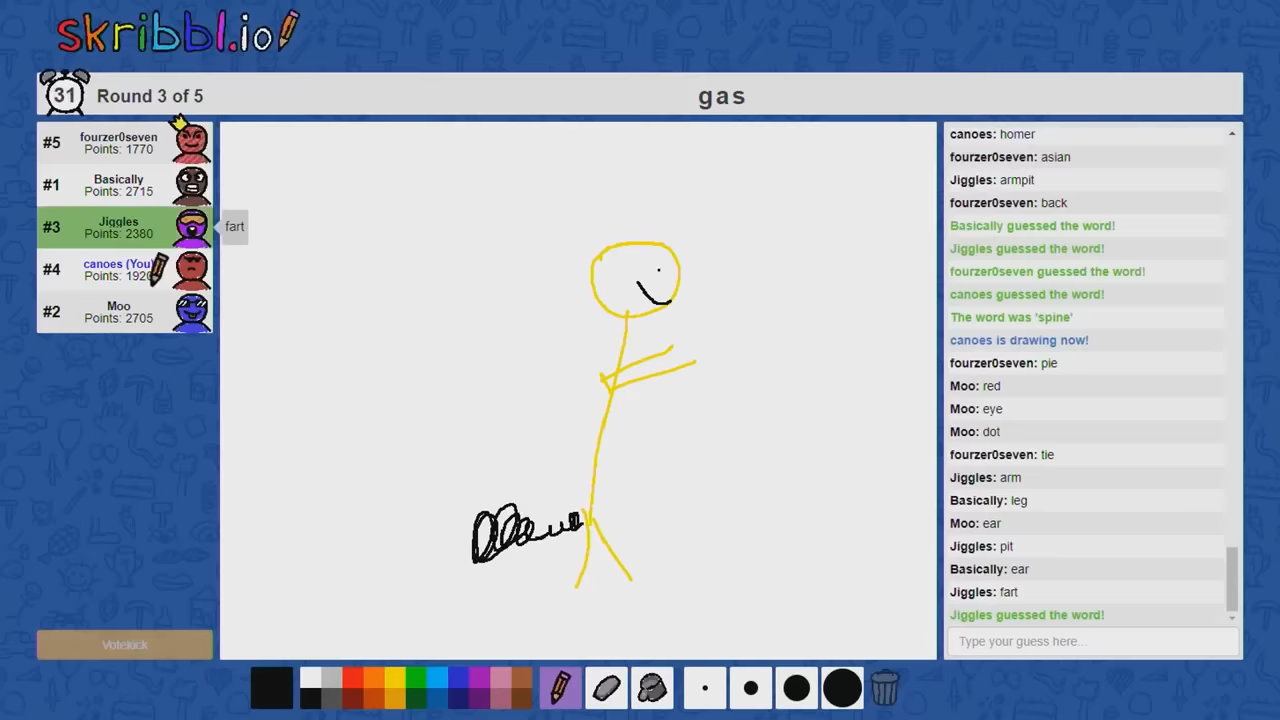 skribbl.io
31
Round 3 of 5
gas
#5
fourzer0seven
Points: 1770
#1
Basically
Points: 2715
#3
Jiggles
Points: 2380
fart
#4
canoes (You)
Points: 1920
#2
Moo
Points: 2705
Votekick
canoes: homer
fourzer0seven: asian
Jiggles: armpit
fourzer0seven: back
Basically guessed the word!
Jiggles guessed the word!
fourzer0seven guessed the word!
canoes guessed the word!
The word was 'spine'
canoes is drawing now!
fourzer0seven: pie
Moo: red
Moo: eye
Moo: dot
fourzer0seven: tie
Jiggles: arm
Basically: leg
Moo: ear
Jiggles: pit
Basically: ear
Jiggles: fart
Jiggles guessed the word!
Type your guess here...